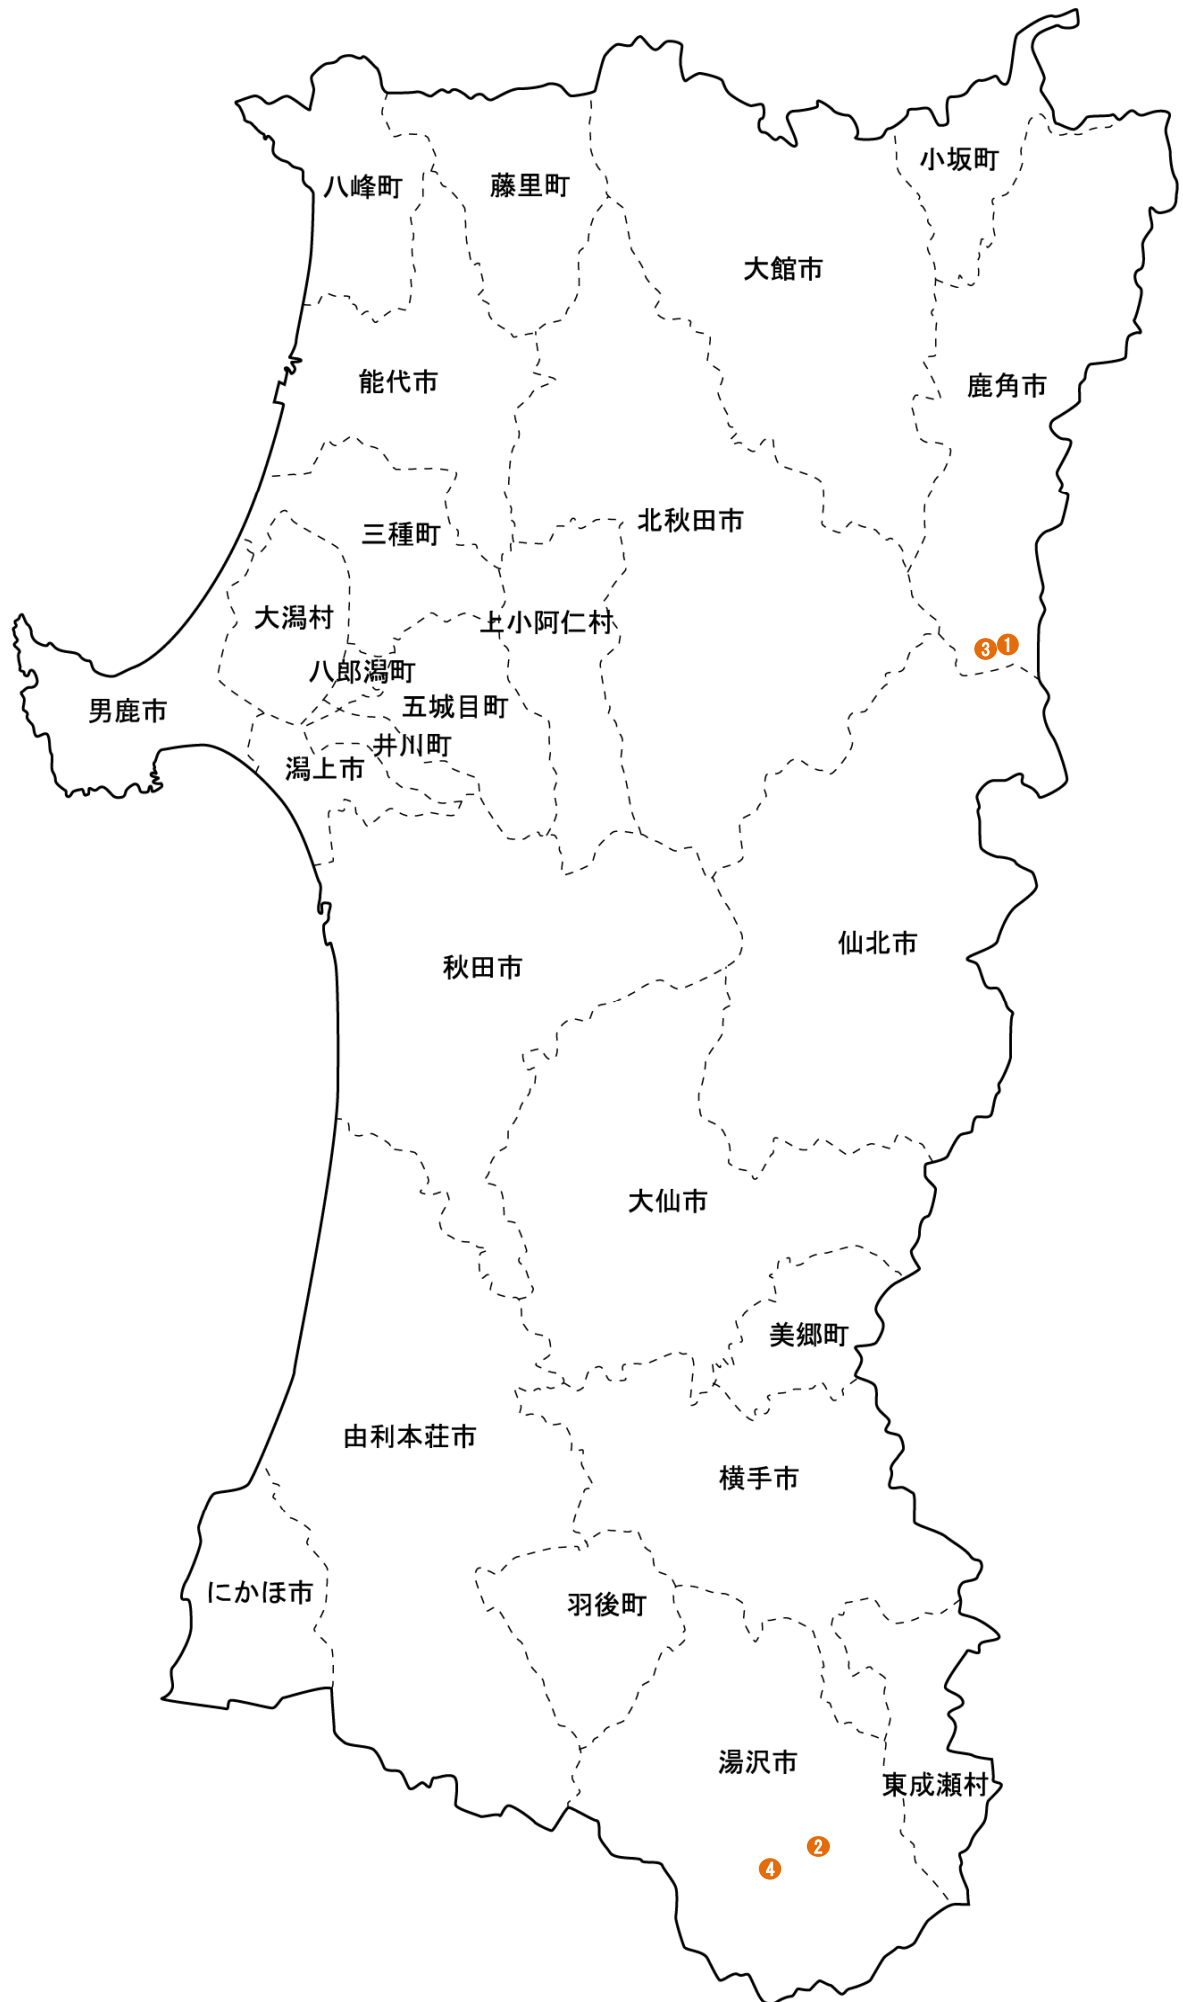 小坂町
八峰町
藤里町
大館市
能代市
鹿角市
北秋田市
三種町
大潟村
上小阿仁村
3
1
八郎潟町
五城目町
男鹿市
井川町
潟上市
仙北市
秋田市
大仙市
美郷町
由利本荘市
横手市
にかほ市
羽後町
湯沢市
東成瀬村
2
4